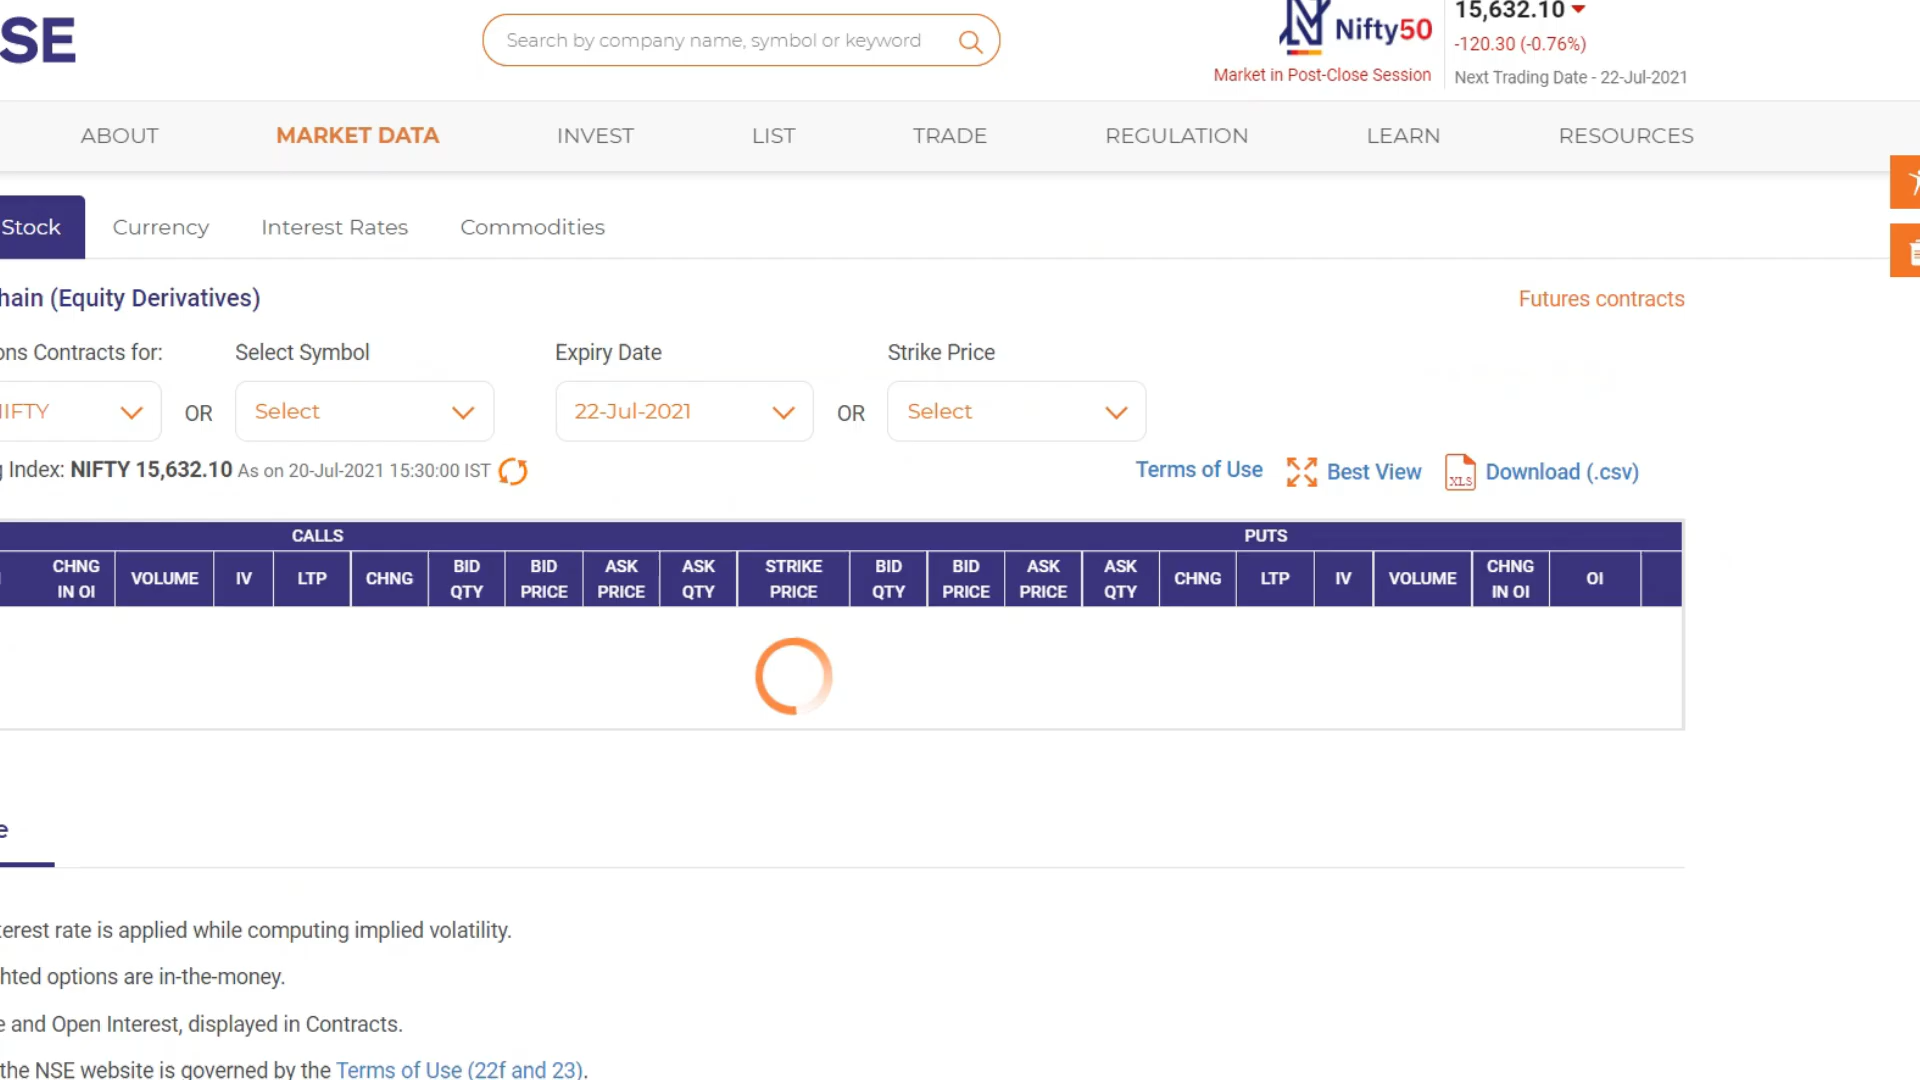 SE
Search by company name, symbol or keyword
Nifty50
15,632.10
-120.30 (-0.76%)
Market in Post-Close Session
Next Trading Date - 22-Jul-2021
ABOUT MARKET DATA INVEST LIST TRADE REGULATION LEARN RESOURCES
Stock Currency Interest Rates Commodities
hain (Equity Derivatives)
Futures contracts
ons Contracts for: Select Symbol Expiry Date Strike Price
IIFTY OR Select 22-Jul-2021 OR Select
g Index: NIFTY 15,632.10 As on 20-Jul-2021 15:30:00 IST
Terms of Use Best View XLS Download (.csv)
CALLS PUTS
CHNG IN OI VOLUME IV LTP CHNG BID QTY BID PRICE ASK PRICE ASK QTY STRIKE PRICE BID QTY BID PRICE ASK PRICE ASK QTY CHNG LTP IV VOLUME CHNG IN OI OI
e
terest rate is applied while computing implied volatility.
hted options are in-the-money.
e and Open Interest, displayed in Contracts.
the NSE website is governed by the Terms of Use (22f and 23).